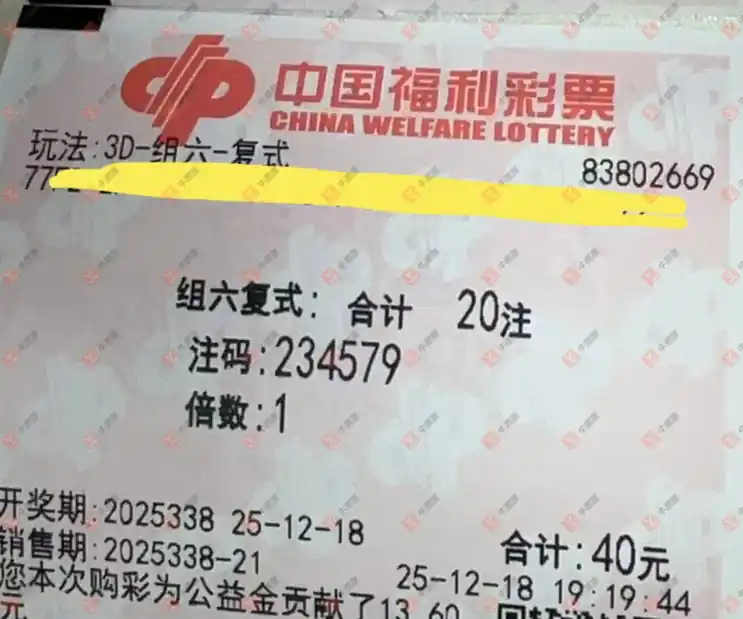 中国福利彩票
CHINA WELFARE LOTTERY
玩法:3D-组六-复式
83802669
组六复式: 合计 20注
注码:234579
倍数:1
开奖期:2025338 25-12-18
销售期:2025338-21
合计:40元
25-12-18 19:19:44
您本次购彩为公益金贡献了13.60
元